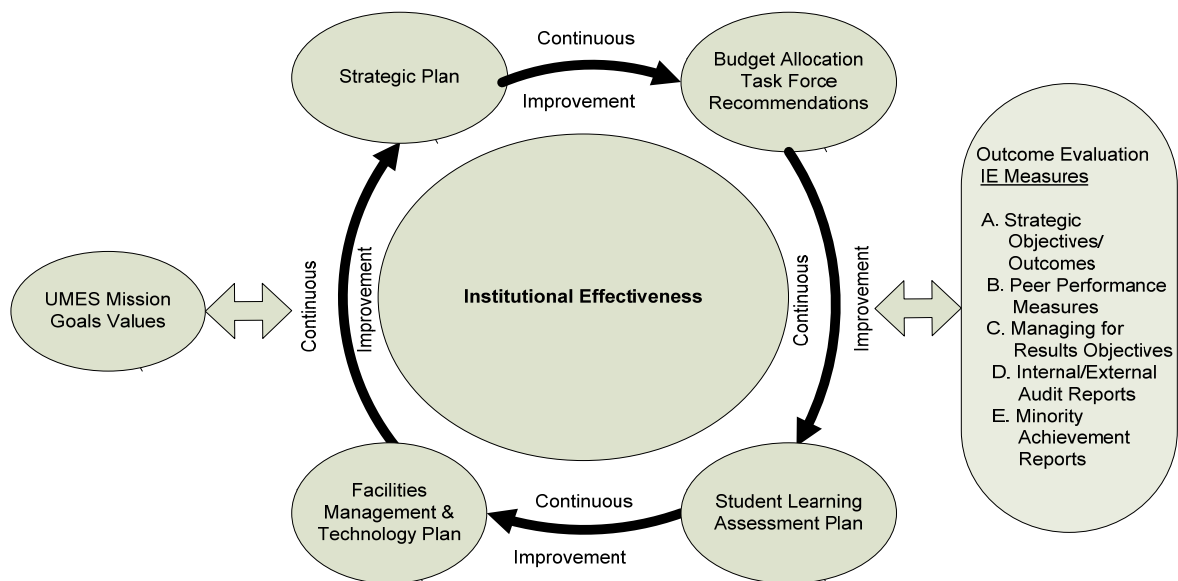 Continuous
Improvement
Strategic Plan
Budget Allocation
Task Force
Recommendations
Outcome Evaluation
IE Measures
A. Strategic
Objectives/
Outcomes
B. Peer Performance
Measures
C. Managing for
Results Objectives
D. Internal/External
Audit Reports
E. Minority
Achievement
Reports
UMES Mission
Goals Values
Continuous
Improvement
Institutional Effectiveness
Continuous
Improvement
Facilities
Management &
Technology Plan
Continuous
Improvement
Student Learning
Assessment Plan